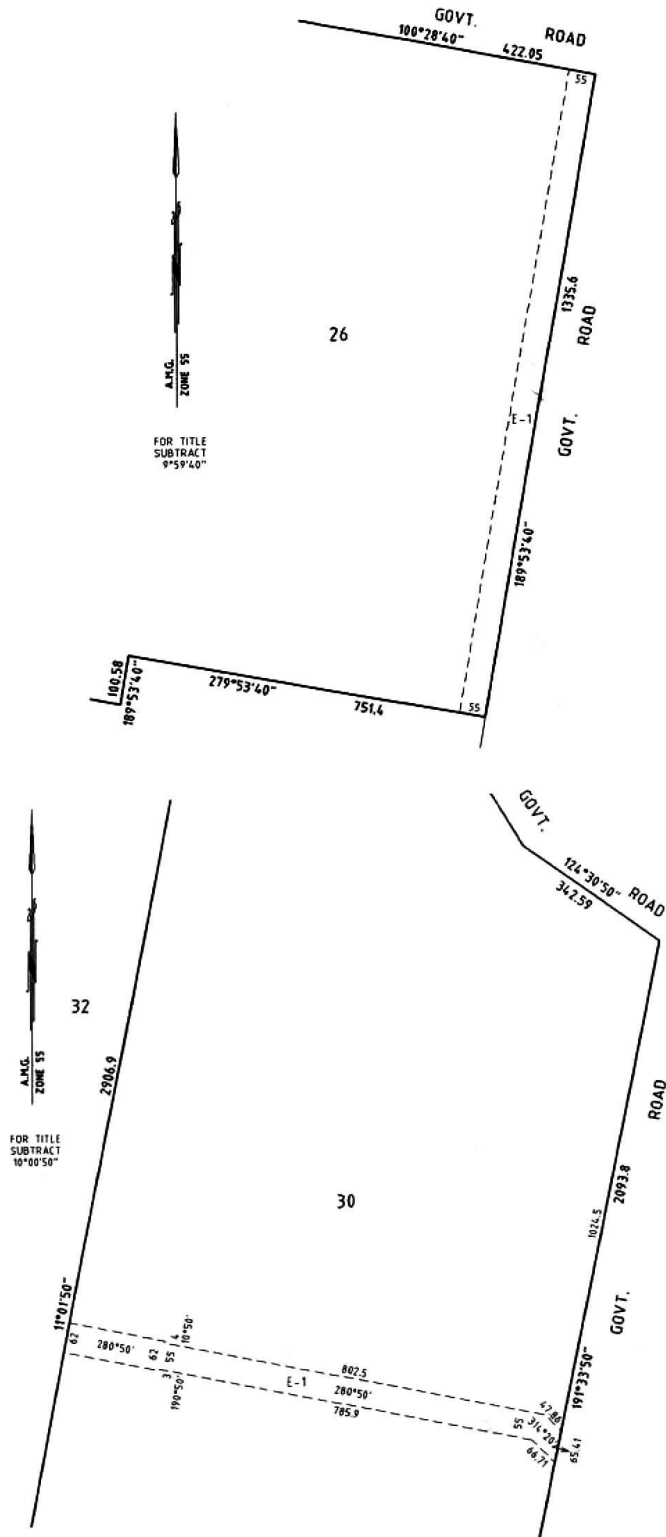 GOVT. ROAD
100°28'40"
422.05
55
A.M.G.
ZONE 55
FOR TITLE
SUBTRACT
9°59'40"
26
1335.6
ROAD
E-1
GOVT.
189°53'40"
100.58
189°53'40"
279°53'40"
751.4
55
GOVT.
ROAD
124°30'50"
342.59
32
A.M.G.
ZONE 55
2906.9
FOR TITLE
SUBTRACT
10°00'50"
ROAD
2093.8
1024.5
30
GOVT.
11°01'50"
191°33'50"
62
280°50'
62
55
4
10°50'
3
190°50'
E-1
802.5
280°50'
785.9
47.86
314°20'
55
66.71
65.41